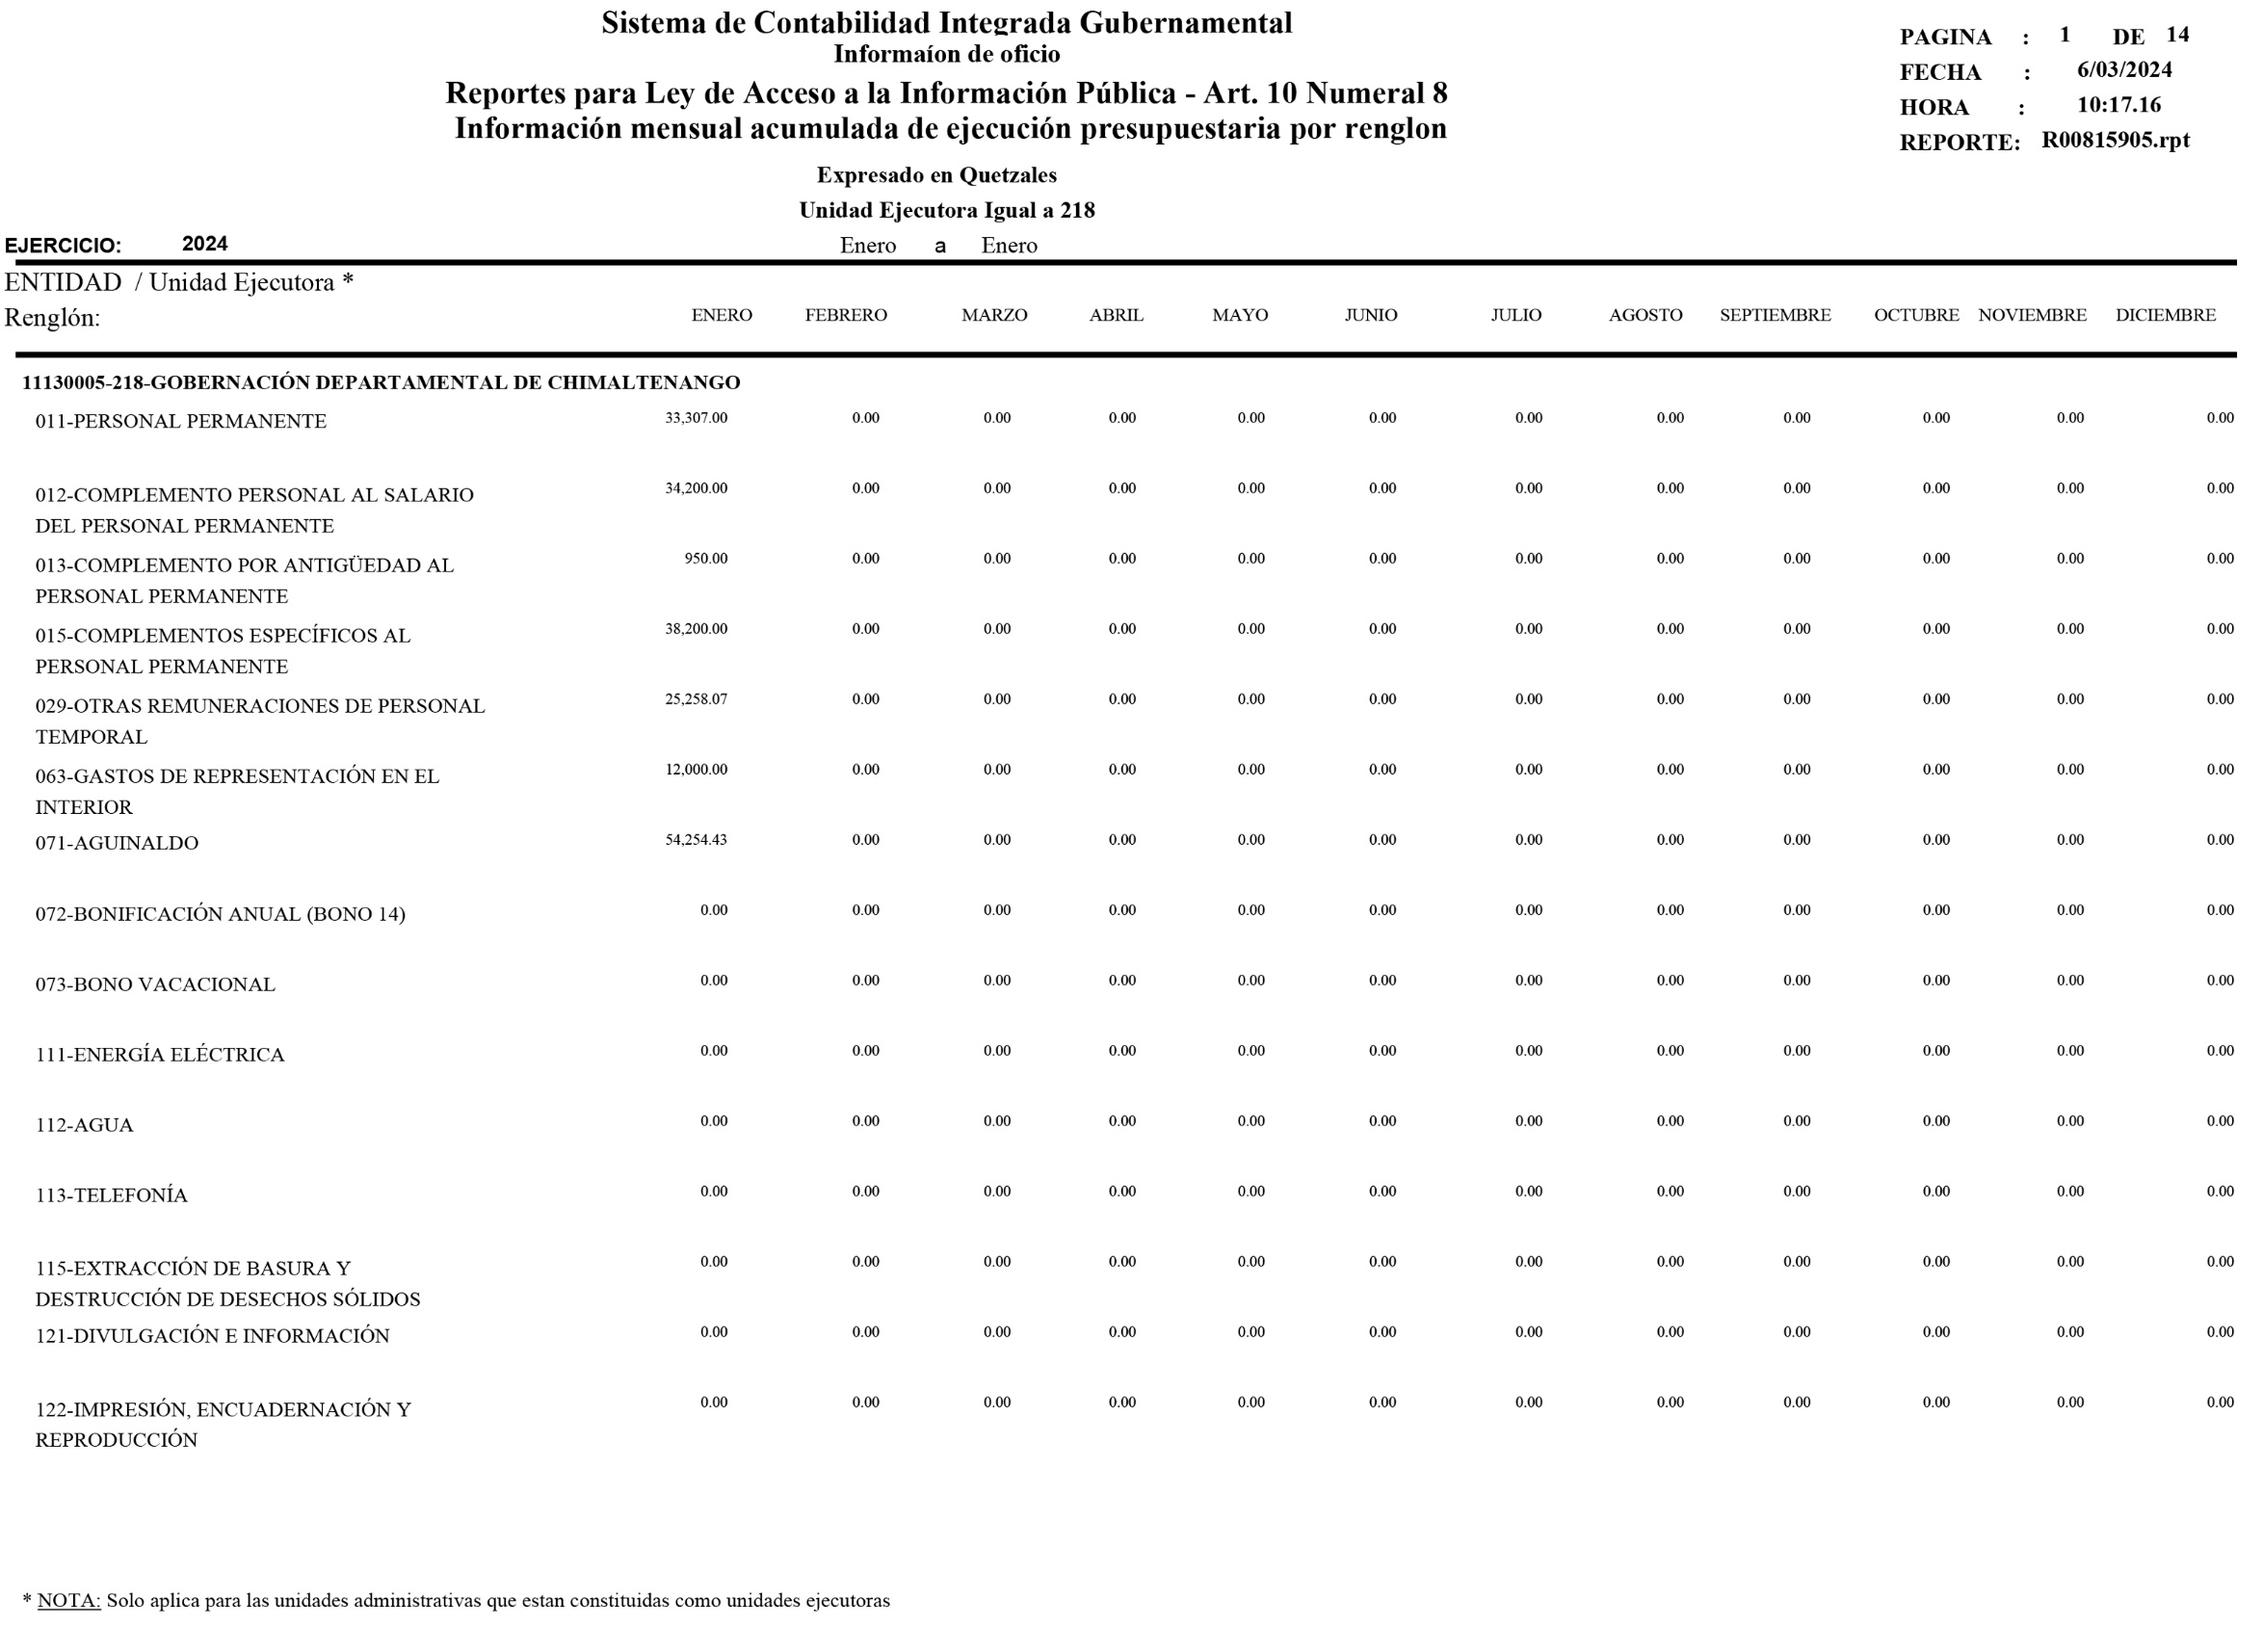 Sistema de Contabilidad Integrada Gubernamental
Informaíon de oficio
Reportes para Ley de Acceso a la Información Pública - Art. 10 Numeral 8
Información mensual acumulada de ejecución presupuestaria por renglon
Expresado en Quetzales
Unidad Ejecutora Igual a 218
PAGINA : 1 DE 14
FECHA : 6/03/2024
HORA : 10:17.16
REPORTE: R00815905.rpt
EJERCICIO: 2024 Enero a Enero
ENTIDAD / Unidad Ejecutora *
Renglón: ENERO FEBRERO MARZO ABRIL MAYO JUNIO JULIO AGOSTO SEPTIEMBRE OCTUBRE NOVIEMBRE DICIEMBRE
11130005-218-GOBERNACIÓN DEPARTAMENTAL DE CHIMALTENANGO
011-PERSONAL PERMANENTE 33,307.00 0.00 0.00 0.00 0.00 0.00 0.00 0.00 0.00 0.00 0.00 0.00
012-COMPLEMENTO PERSONAL AL SALARIO 34,200.00 0.00 0.00 0.00 0.00 0.00 0.00 0.00 0.00 0.00 0.00 0.00
DEL PERSONAL PERMANENTE
013-COMPLEMENTO POR ANTIGÜEDAD AL 950.00 0.00 0.00 0.00 0.00 0.00 0.00 0.00 0.00 0.00 0.00 0.00
PERSONAL PERMANENTE
015-COMPLEMENTOS ESPECÍFICOS AL 38,200.00 0.00 0.00 0.00 0.00 0.00 0.00 0.00 0.00 0.00 0.00 0.00
PERSONAL PERMANENTE
029-OTRAS REMUNERACIONES DE PERSONAL 25,258.07 0.00 0.00 0.00 0.00 0.00 0.00 0.00 0.00 0.00 0.00 0.00
TEMPORAL
063-GASTOS DE REPRESENTACIÓN EN EL 12,000.00 0.00 0.00 0.00 0.00 0.00 0.00 0.00 0.00 0.00 0.00 0.00
INTERIOR
071-AGUINALDO 54,254.43 0.00 0.00 0.00 0.00 0.00 0.00 0.00 0.00 0.00 0.00 0.00
072-BONIFICACIÓN ANUAL (BONO 14) 0.00 0.00 0.00 0.00 0.00 0.00 0.00 0.00 0.00 0.00 0.00 0.00
073-BONO VACACIONAL 0.00 0.00 0.00 0.00 0.00 0.00 0.00 0.00 0.00 0.00 0.00 0.00
111-ENERGÍA ELÉCTRICA 0.00 0.00 0.00 0.00 0.00 0.00 0.00 0.00 0.00 0.00 0.00 0.00
112-AGUA 0.00 0.00 0.00 0.00 0.00 0.00 0.00 0.00 0.00 0.00 0.00 0.00
113-TELEFONÍA 0.00 0.00 0.00 0.00 0.00 0.00 0.00 0.00 0.00 0.00 0.00 0.00
115-EXTRACCIÓN DE BASURA Y 0.00 0.00 0.00 0.00 0.00 0.00 0.00 0.00 0.00 0.00 0.00 0.00
DESTRUCCIÓN DE DESECHOS SÓLIDOS
121-DIVULGACIÓN E INFORMACIÓN 0.00 0.00 0.00 0.00 0.00 0.00 0.00 0.00 0.00 0.00 0.00 0.00
122-IMPRESIÓN, ENCUADERNACIÓN Y 0.00 0.00 0.00 0.00 0.00 0.00 0.00 0.00 0.00 0.00 0.00 0.00
REPRODUCCIÓN
* NOTA: Solo aplica para las unidades administrativas que estan constituidas como unidades ejecutoras